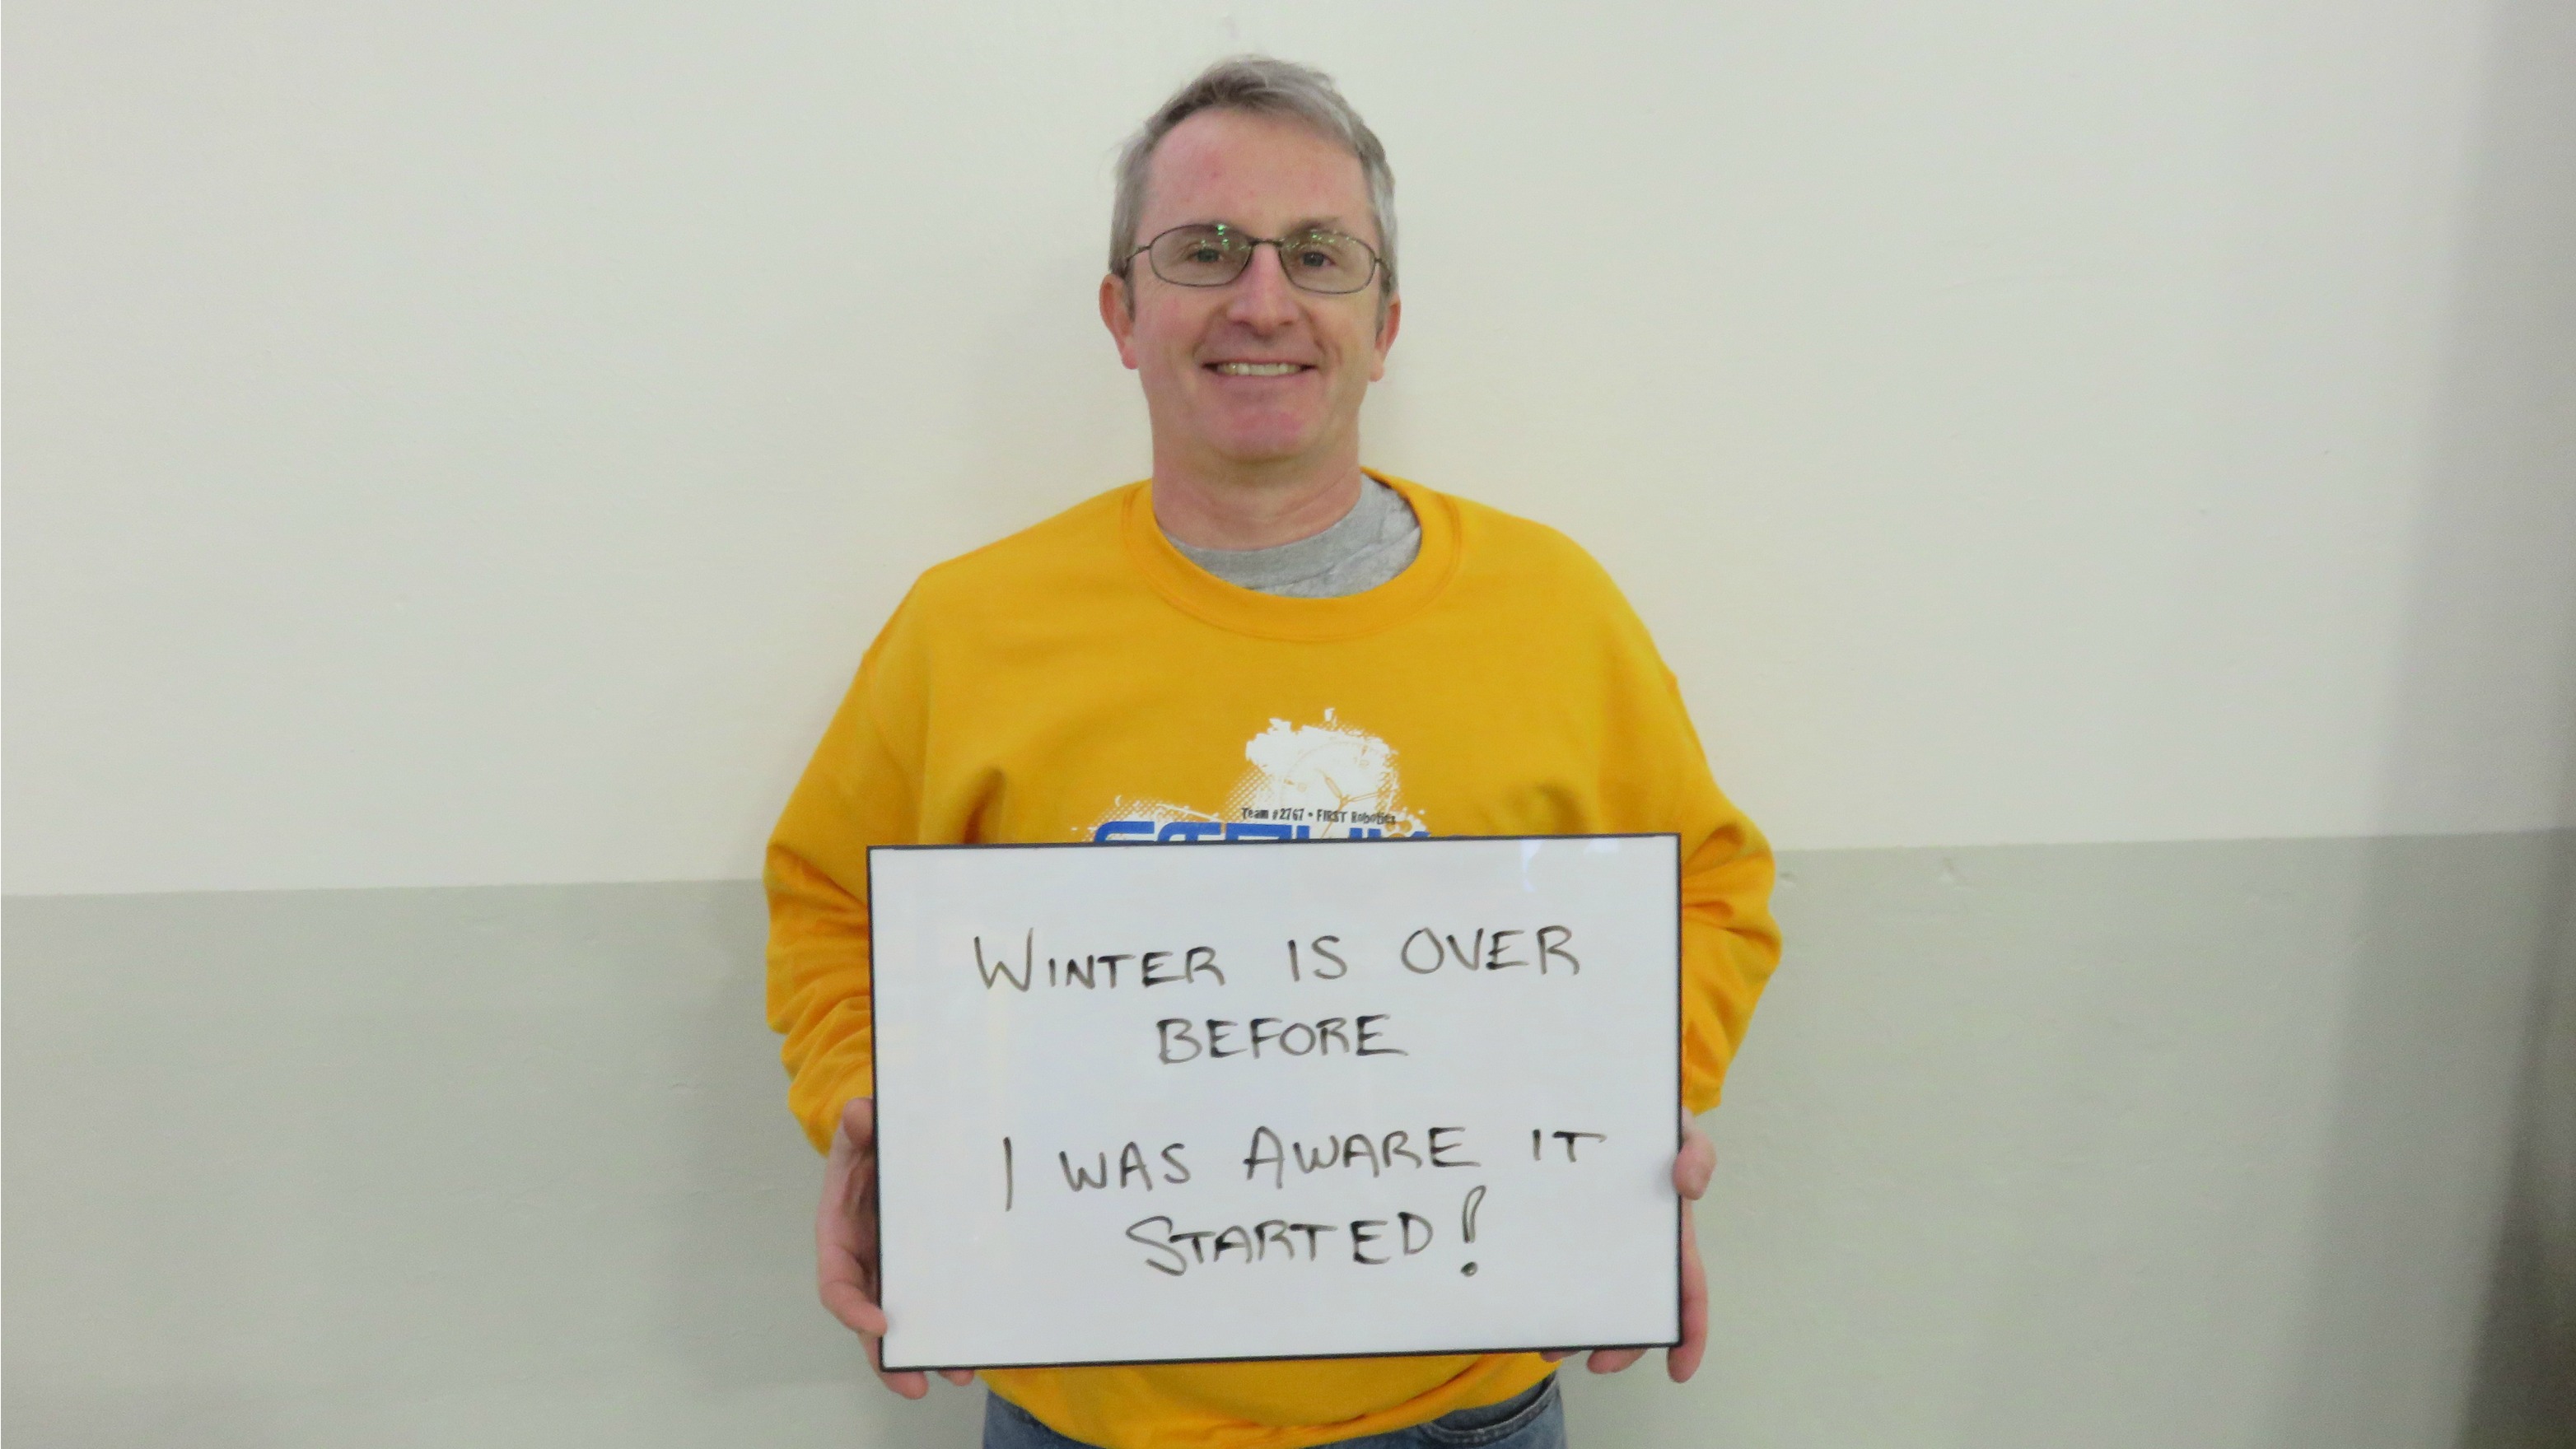 Team #2767 • FIRST Robotics
WINTER IS OVER
BEFORE
I WAS AWARE IT
STARTED!